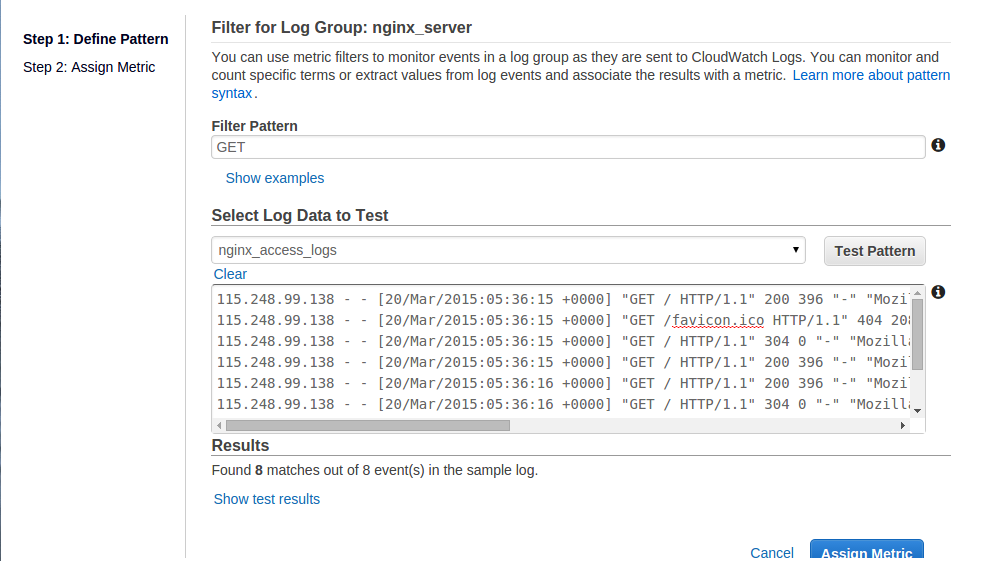 Step 1: Define Pattern
Step 2: Assign Metric
Filter for Log Group: nginx_server
You can use metric filters to monitor events in a log group as they are sent to CloudWatch Logs. You can monitor and
count specific terms or extract values from log events and associate the results with a metric. Learn more about pattern
syntax.
Filter Pattern
GET
Show examples
Select Log Data to Test
nginx_access_logs
Test Pattern
Clear
115.248.99.138 - - [20/Mar/2015:05:36:15 +0000] "GET / HTTP/1.1" 200 396 "-" "Mozi
115.248.99.138 - - [20/Mar/2015:05:36:15 +0000] "GET /favicon.ico HTTP/1.1" 404 208
115.248.99.138 - - [20/Mar/2015:05:36:15 +0000] "GET / HTTP/1.1" 304 0 "-" "Mozilla
115.248.99.138 - - [20/Mar/2015:05:36:15 +0000] "GET / HTTP/1.1" 200 396 "-" "Mozi
115.248.99.138 - - [20/Mar/2015:05:36:16 +0000] "GET / HTTP/1.1" 200 396 "-" "Mozi
115.248.99.138 - - [20/Mar/2015:05:36:16 +0000] "GET / HTTP/1.1" 304 0 "-" "Mozilla
Results
Found 8 matches out of 8 event(s) in the sample log.
Show test results
Cancel
Assign Metric